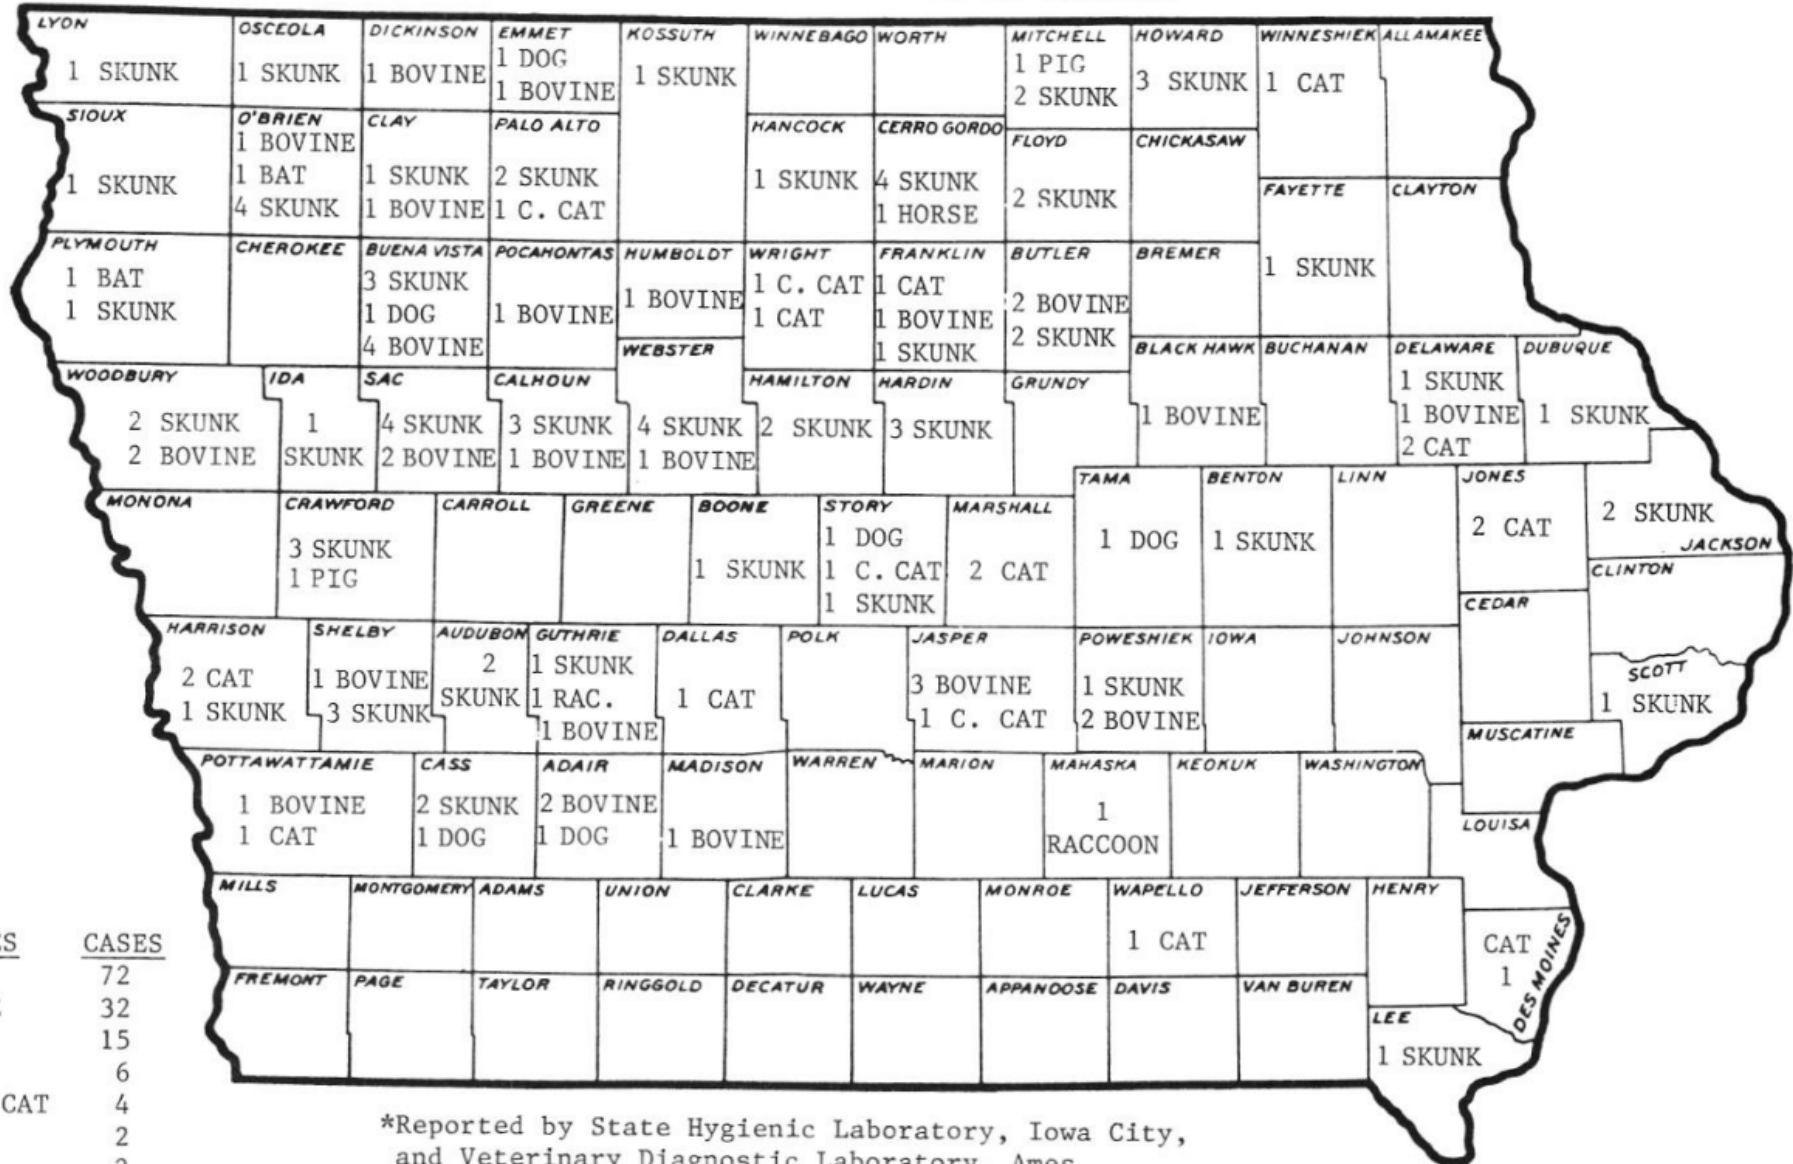 LYON
1 SKUNK
OSCEOLA
1 SKUNK
DICKINSON
1 BOVINE
EMMET
1 DOG
1 BOVINE
KOSSUTH
1 SKUNK
WINNEBAGO
WORTH
MITCHELL
1 PIG
2 SKUNK
HOWARD
3 SKUNK
WINNESHIEK
1 CAT
ALLAMAKEE
SIOUX
1 SKUNK
O'BRIEN
1 BOVINE
1 BAT
4 SKUNK
CLAY
1 SKUNK
1 BOVINE
PALO ALTO
2 SKUNK
1 C. CAT
HANCOCK
1 SKUNK
CERRO GORDO
4 SKUNK
1 HORSE
FLOYD
2 SKUNK
CHICKASAW
FAYETTE
1 SKUNK
CLAYTON
PLYMOUTH
1 BAT
1 SKUNK
CHEROKEE
BUENA VISTA
3 SKUNK
1 DOG
4 BOVINE
POCAHONTAS
1 BOVINE
HUMBOLDT
1 BOVINE
WRIGHT
1 C. CAT
1 CAT
FRANKLIN
1 CAT
1 BOVINE
1 SKUNK
BUTLER
2 BOVINE
2 SKUNK
BREMER
WOODBURY
2 SKUNK
2 BOVINE
IDA
1
SKUNK
SAC
4 SKUNK
2 BOVINE
CALHOUN
3 SKUNK
1 BOVINE
WEBSTER
4 SKUNK
1 BOVINE
HAMILTON
2 SKUNK
HARDIN
3 SKUNK
GRUNDY
BLACK HAWK
1 BOVINE
BUCHANAN
DELAWARE
1 SKUNK
1 BOVINE
2 CAT
DUBUQUE
1 SKUNK
MONONA
CRAWFORD
3 SKUNK
1 PIG
CARROLL
GREENE
BOONE
1 SKUNK
STORY
1 DOG
1 C. CAT
1 SKUNK
MARSHALL
2 CAT
TAMA
1 DOG
BENTON
1 SKUNK
LINN
JONES
2 CAT
2 SKUNK
JACKSON
CLINTON
CEDAR
HARRISON
2 CAT
1 SKUNK
SHELBY
1 BOVINE
3 SKUNK
AUDUBON
2
SKUNK
GUTHRIE
1 SKUNK
1 RAC.
1 BOVINE
DALLAS
1 CAT
POLK
JASPER
3 BOVINE
1 C. CAT
POWESHIEK
1 SKUNK
2 BOVINE
IOWA
JOHNSON
SCOTT
1 SKUNK
MUSCATINE
POTTAWATTAMIE
1 BOVINE
1 CAT
CASS
2 SKUNK
1 DOG
ADAIR
2 BOVINE
1 DOG
MADISON
1 BOVINE
WARREN
MARION
MAHASKA
1
RACCOON
KEOKUK
WASHINGTON
LOUISA
MILLS
MONTGOMERY
ADAMS
UNION
CLARKE
LUCAS
MONROE
WAPELLO
1 CAT
JEFFERSON
HENRY
CAT
1
DES MOINES
FREMONT
PAGE
TAYLOR
RINGGOLD
DECATUR
WAYNE
APPANOOSE
DAVIS
VAN BUREN
LEE
1 SKUNK
CASES
72
32
15
6
CAT 4
2
*Reported by State Hygienic Laboratory, Iowa City,
and Veterinary Diagnostic Laboratory, Ames